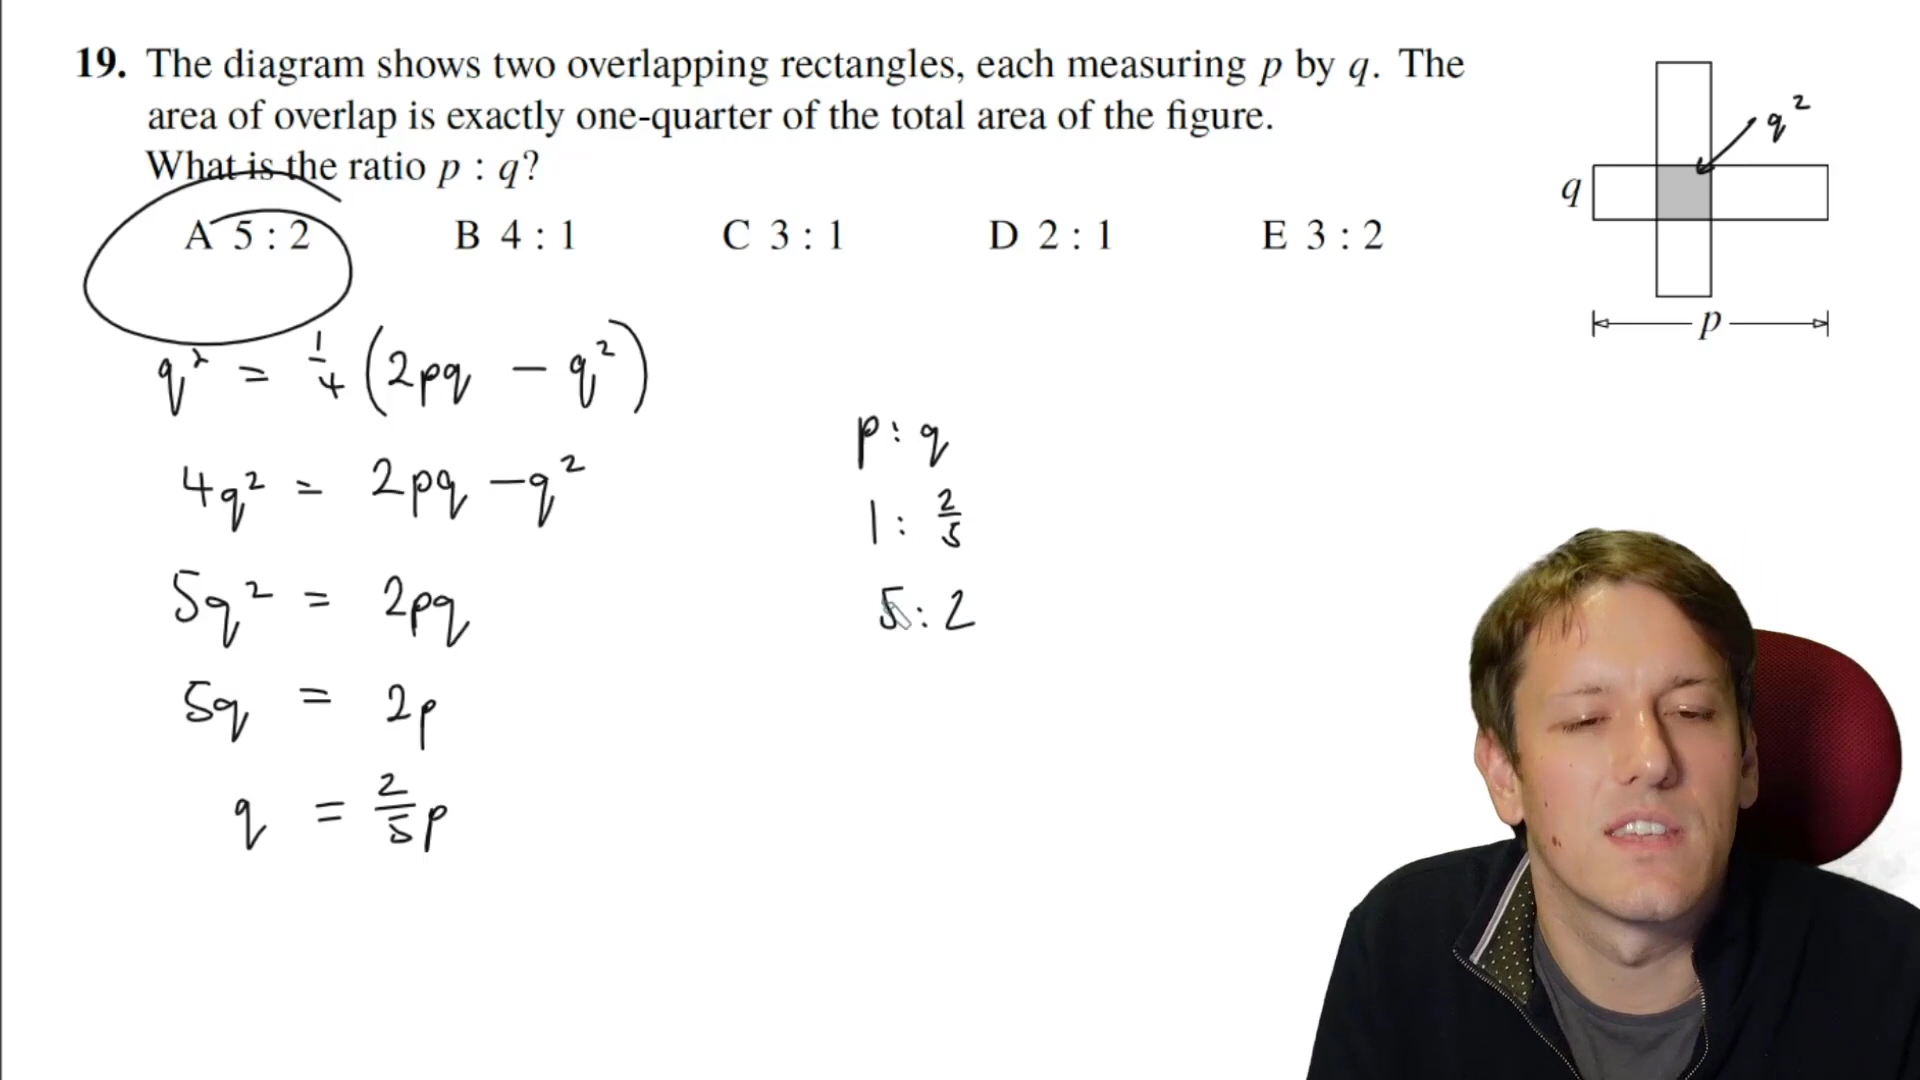 19. The diagram shows two overlapping rectangles, each measuring p by q. The
area of overlap is exactly one-quarter of the total area of the figure.
What is the ratio p : q?
A 5 : 2 B 4 : 1 C 3 : 1 D 2 : 1 E 3 : 2
q²
q
p
q² = 1/4 (2pq - q²)
4q² = 2pq - q²
5q² = 2pq
5q = 2p
q = 2/5 p
p : q
1 : 2/5
5 : 2